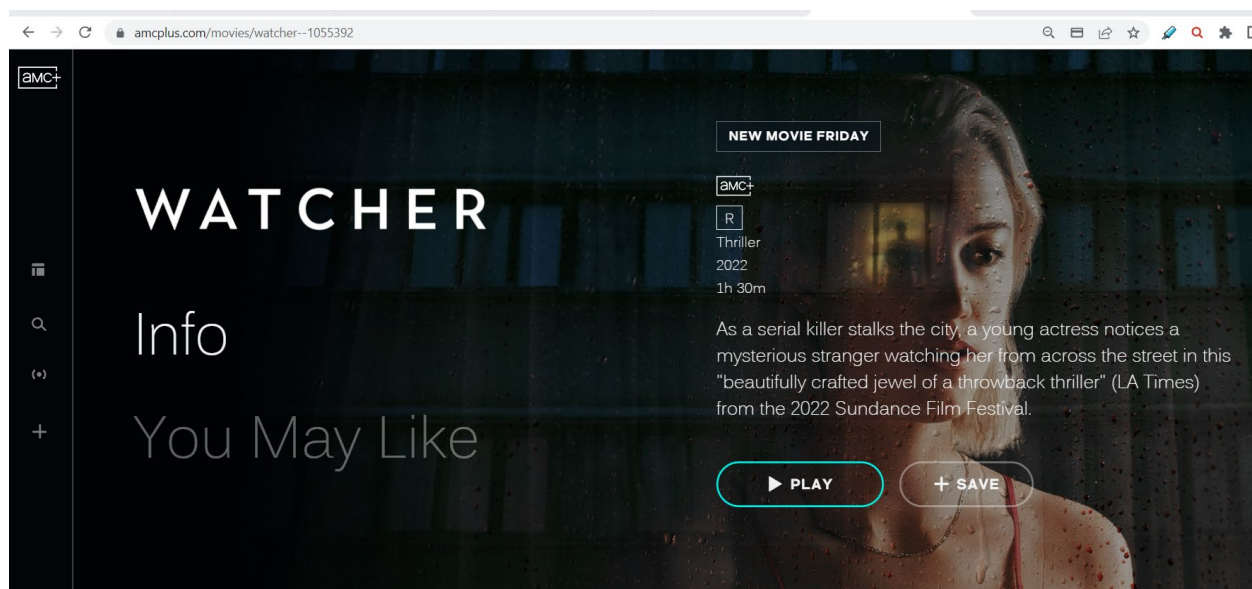 amcplus.com/movies/watcher--1055392
amc+
NEW MOVIE FRIDAY
WATCHER
amc+
R
Thriller
2022
1h 30m
Info
As a serial killer stalks the city, a young actress notices a
mysterious stranger watching her from across the street in this
"beautifully crafted jewel of a throwback thriller" (LA Times)
from the 2022 Sundance Film Festival.
You May Like
PLAY
+ SAVE